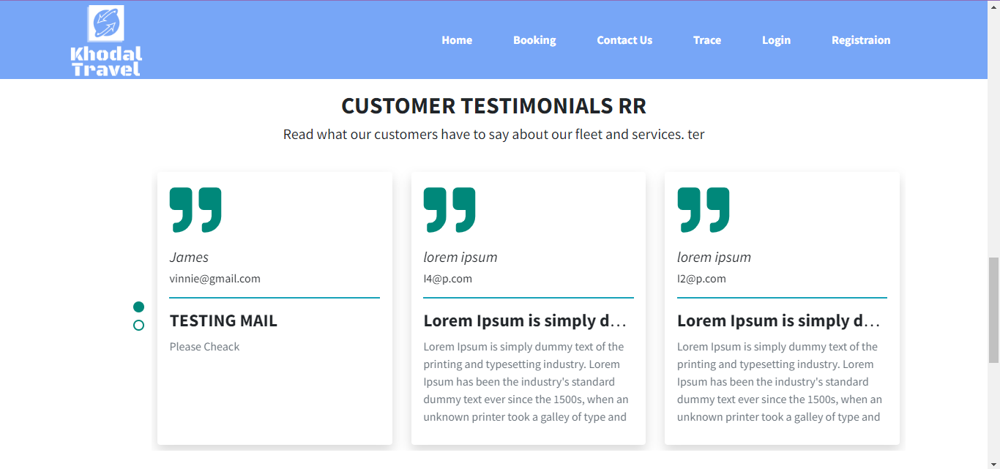 Khodal
Travel
Home Booking Contact Us Trace Login Registraion
CUSTOMER TESTIMONIALS RR
Read what our customers have to say about our fleet and services. ter
James
vinnie@gmail.com
TESTING MAIL
Please Cheack
lorem ipsum
l4@p.com
Lorem Ipsum is simply d...
Lorem Ipsum is simply dummy text of the
printing and typesetting industry. Lorem
Ipsum has been the industry's standard
dummy text ever since the 1500s, when an
unknown printer took a galley of type and
lorem ipsum
l2@p.com
Lorem Ipsum is simply d...
Lorem Ipsum is simply dummy text of the
printing and typesetting industry. Lorem
Ipsum has been the industry's standard
dummy text ever since the 1500s, when an
unknown printer took a galley of type and